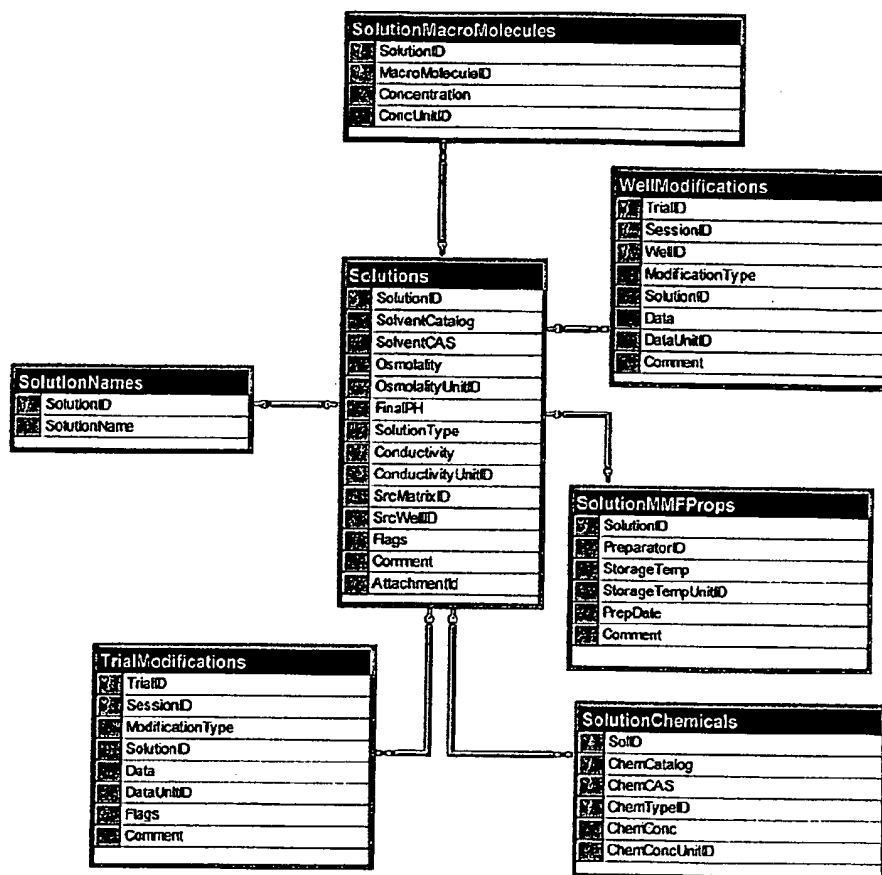 SolutionMacroMolecules
SolutionID
MacroMoleculeID
Concentration
ConcUnitID
WellModifications
TrialID
SessionID
WellID
ModificationType
SolutionID
Data
DataUnitID
Comment
Solutions
SolutionID
SolventCatalog
SolventCAS
Osmolality
OsmolalityUnitID
FinalPH
SolutionType
Conductivity
ConductivityUnitID
SrcMatrixID
SrcWellID
Flags
Comment
AttachmentId
SolutionNames
SolutionID
SolutionName
SolutionMMFProps
SolutionID
PreparatorID
StorageTemp
StorageTempUnitID
PrepDate
Comment
TrialModifications
TrialID
SessionID
ModificationType
SolutionID
Data
DataUnitID
Flags
Comment
SolutionChemicals
SolID
ChemCatalog
ChemCAS
ChemTypeID
ChemConc
ChemConcUnitID